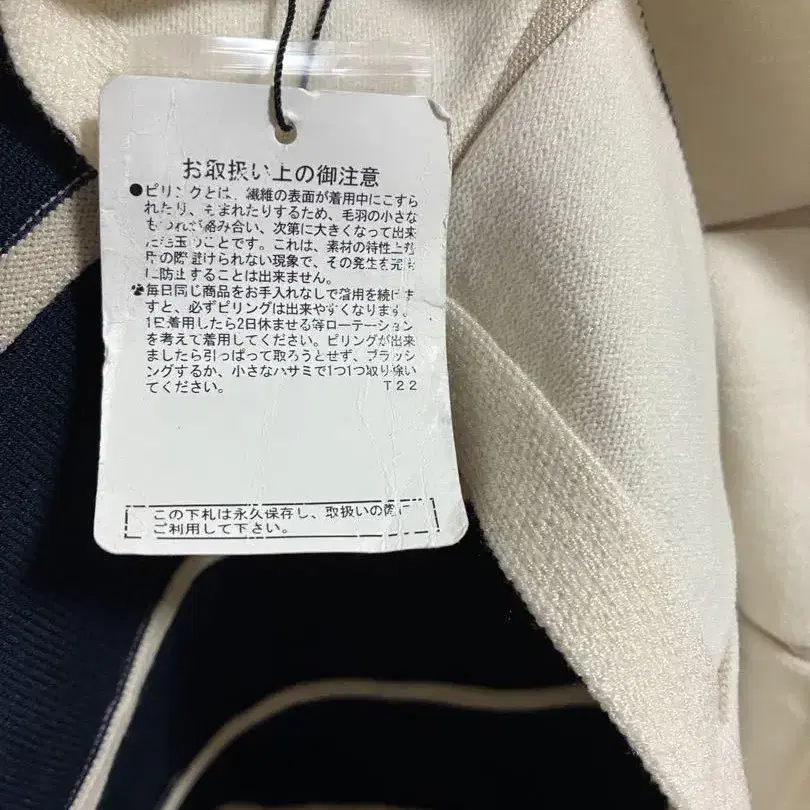 お取扱い上の御注意
●ピリングとは、繊維の表面が着用中にこすら
れたり、もまれたりするため、毛羽の小さな
もつれが絡み合い、次第に大きくなって出来
た毛玉のことです。これは、素材の特性上着
用の際避けられない現象で、その発生を完全
に防止することは出来ません。
●毎日同じ商品をお手入れなしで着用を続けま
すと、必ずピリングは出来やすくなります。
1日着用したら2日休ませる等ローテーション
を考えて着用してください。ピリングが出来
ましたら引っぱって取ろうとせず、ブラッシ
ングするか、小さなハサミで1つ1つ取り除い
てください。 T22
この下札は永久保存し、取扱いの際に
ご利用して下さい。